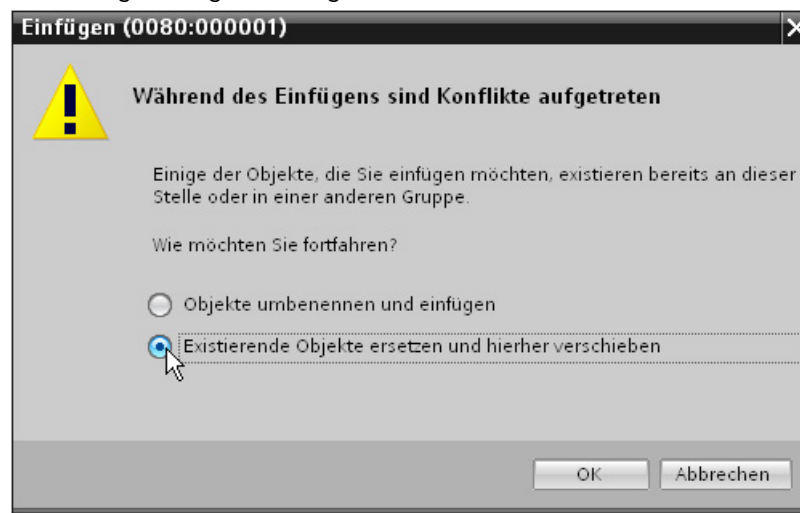 Einfügen (0080:000001)
Während des Einfügens sind Konflikte aufgetreten
Einige der Objekte, die Sie einfügen möchten, existieren bereits an dieser
Stelle oder in einer anderen Gruppe.
Wie möchten Sie fortfahren?
Objekte umbenennen und einfügen
Existierende Objekte ersetzen und hierher verschieben
OK
Abbrechen